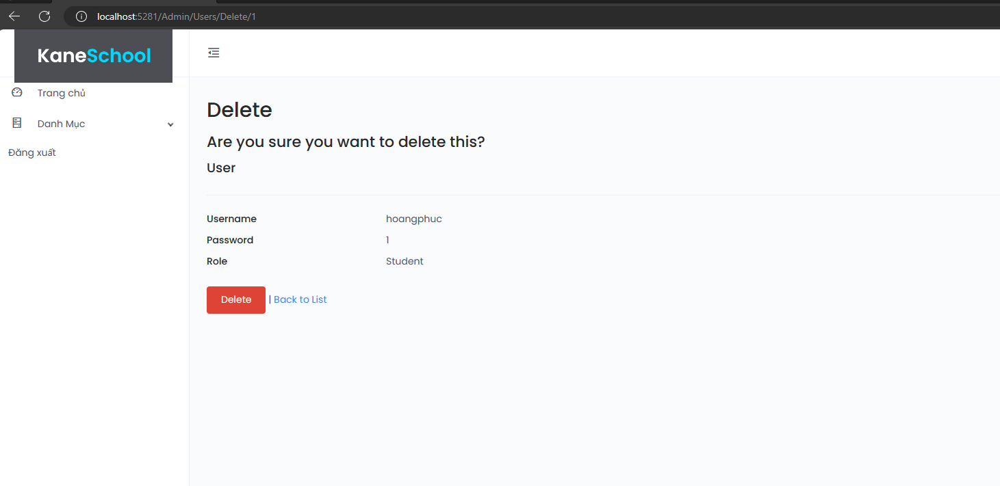 localhost:5281/Admin/Users/Delete/1
KaneSchool
Trang chủ
Danh Mục
Đăng xuất
Delete
Are you sure you want to delete this?
User
Username hoangphuc
Password 1
Role Student
Delete | Back to List